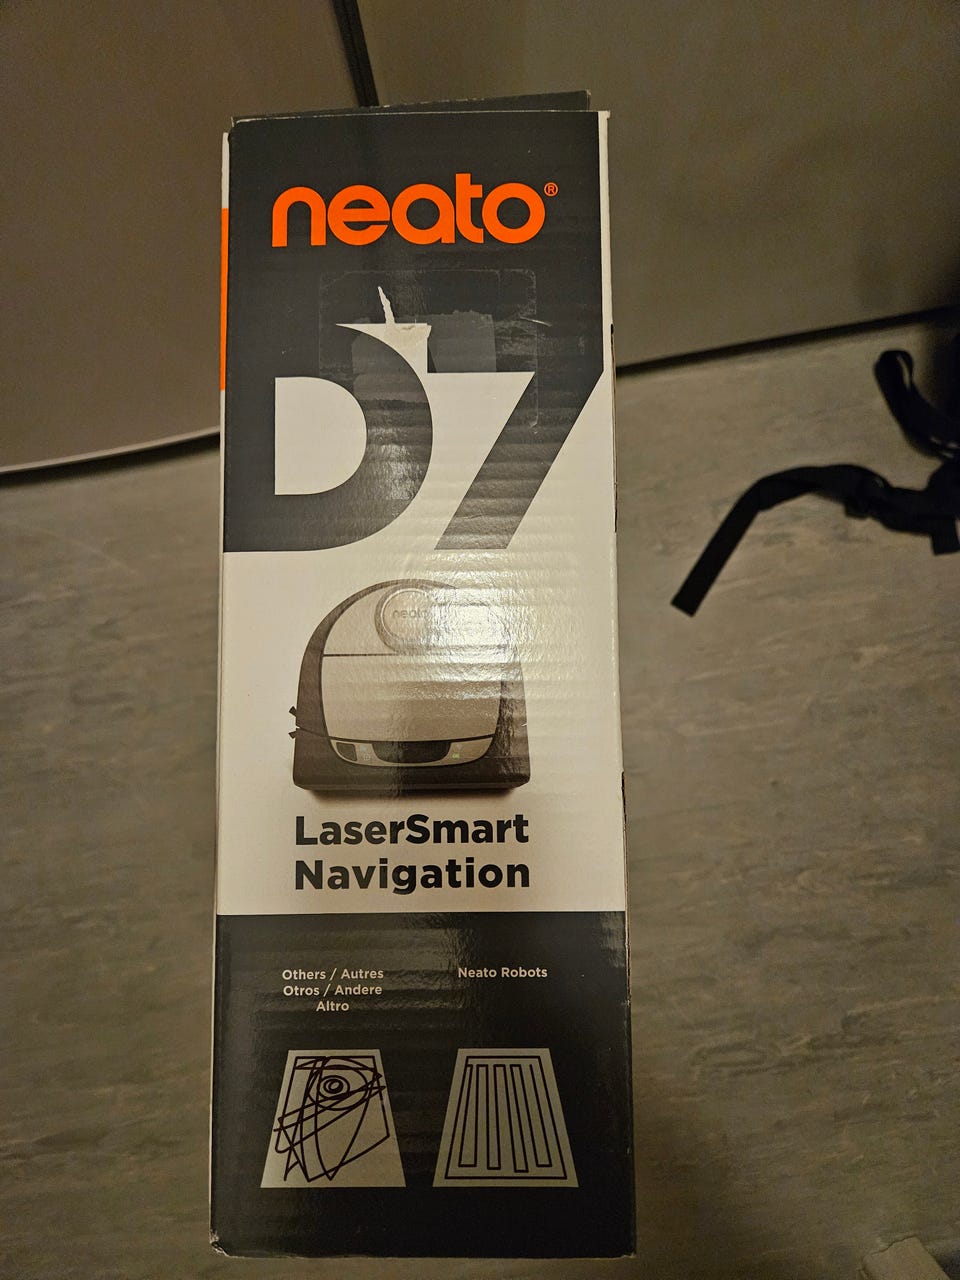 neato®
D7
neato
LaserSmart
Navigation
Others / Autres
Otros / Andere
Altro
Neato Robots